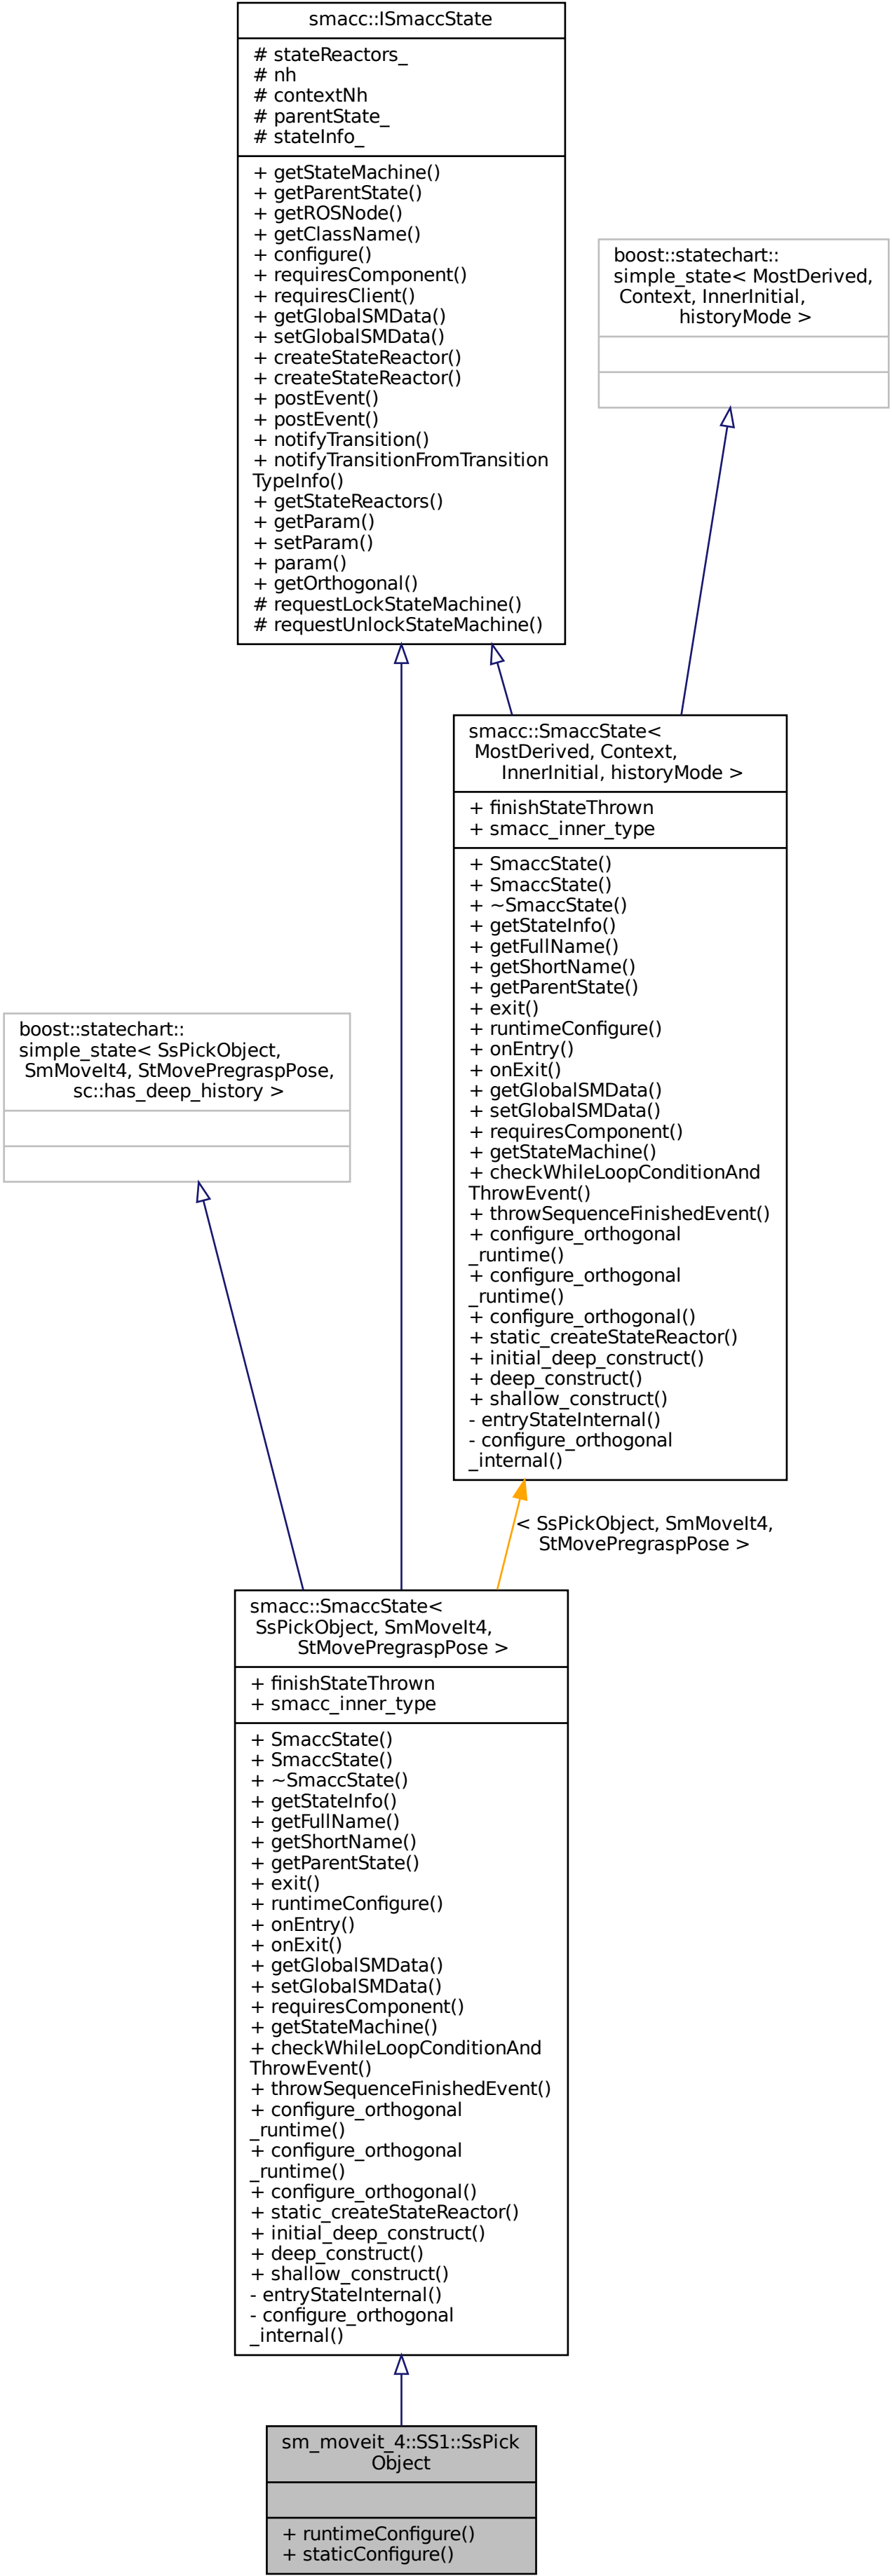 smacc::ISmaccState
# stateReactors_
# nh
# contextNh
# parentState_
# stateInfo_
+ getStateMachine()
+ getParentState()
+ getROSNode()
+ getClassName()
+ configure()
+ requiresComponent()
+ requiresClient()
+ getGlobalSMData()
+ setGlobalSMData()
+ createStateReactor()
+ createStateReactor()
+ postEvent()
+ postEvent()
+ notifyTransition()
+ notifyTransitionFromTransition
TypeInfo()
+ getStateReactors()
+ getParam()
+ setParam()
+ param()
+ getOrthogonal()
# requestLockStateMachine()
# requestUnlockStateMachine()
boost::statechart::
simple_state< MostDerived,
Context, InnerInitial,
historyMode >
smacc::SmaccState<
MostDerived, Context,
InnerInitial, historyMode >
+ finishStateThrown
+ smacc_inner_type
+ SmaccState()
+ SmaccState()
+ ~SmaccState()
+ getStateInfo()
+ getFullName()
+ getShortName()
+ getParentState()
+ exit()
+ runtimeConfigure()
+ onEntry()
+ onExit()
+ getGlobalSMData()
+ setGlobalSMData()
+ requiresComponent()
+ getStateMachine()
+ checkWhileLoopConditionAnd
ThrowEvent()
+ throwSequenceFinishedEvent()
+ configure_orthogonal
_runtime()
+ configure_orthogonal
_runtime()
+ configure_orthogonal()
+ static_createStateReactor()
+ initial_deep_construct()
+ deep_construct()
+ shallow_construct()
- entryStateInternal()
- configure_orthogonal
_internal()
boost::statechart::
simple_state< SsPickObject,
SmMoveIt4, StMovePregraspPose,
sc::has_deep_history >
< SsPickObject, SmMoveIt4,
StMovePregraspPose >
smacc::SmaccState<
SsPickObject, SmMoveIt4,
StMovePregraspPose >
+ finishStateThrown
+ smacc_inner_type
+ SmaccState()
+ SmaccState()
+ ~SmaccState()
+ getStateInfo()
+ getFullName()
+ getShortName()
+ getParentState()
+ exit()
+ runtimeConfigure()
+ onEntry()
+ onExit()
+ getGlobalSMData()
+ setGlobalSMData()
+ requiresComponent()
+ getStateMachine()
+ checkWhileLoopConditionAnd
ThrowEvent()
+ throwSequenceFinishedEvent()
+ configure_orthogonal
_runtime()
+ configure_orthogonal
_runtime()
+ configure_orthogonal()
+ static_createStateReactor()
+ initial_deep_construct()
+ deep_construct()
+ shallow_construct()
- entryStateInternal()
- configure_orthogonal
_internal()
sm_moveit_4::SS1::SsPick
Object
+ runtimeConfigure()
+ staticConfigure()